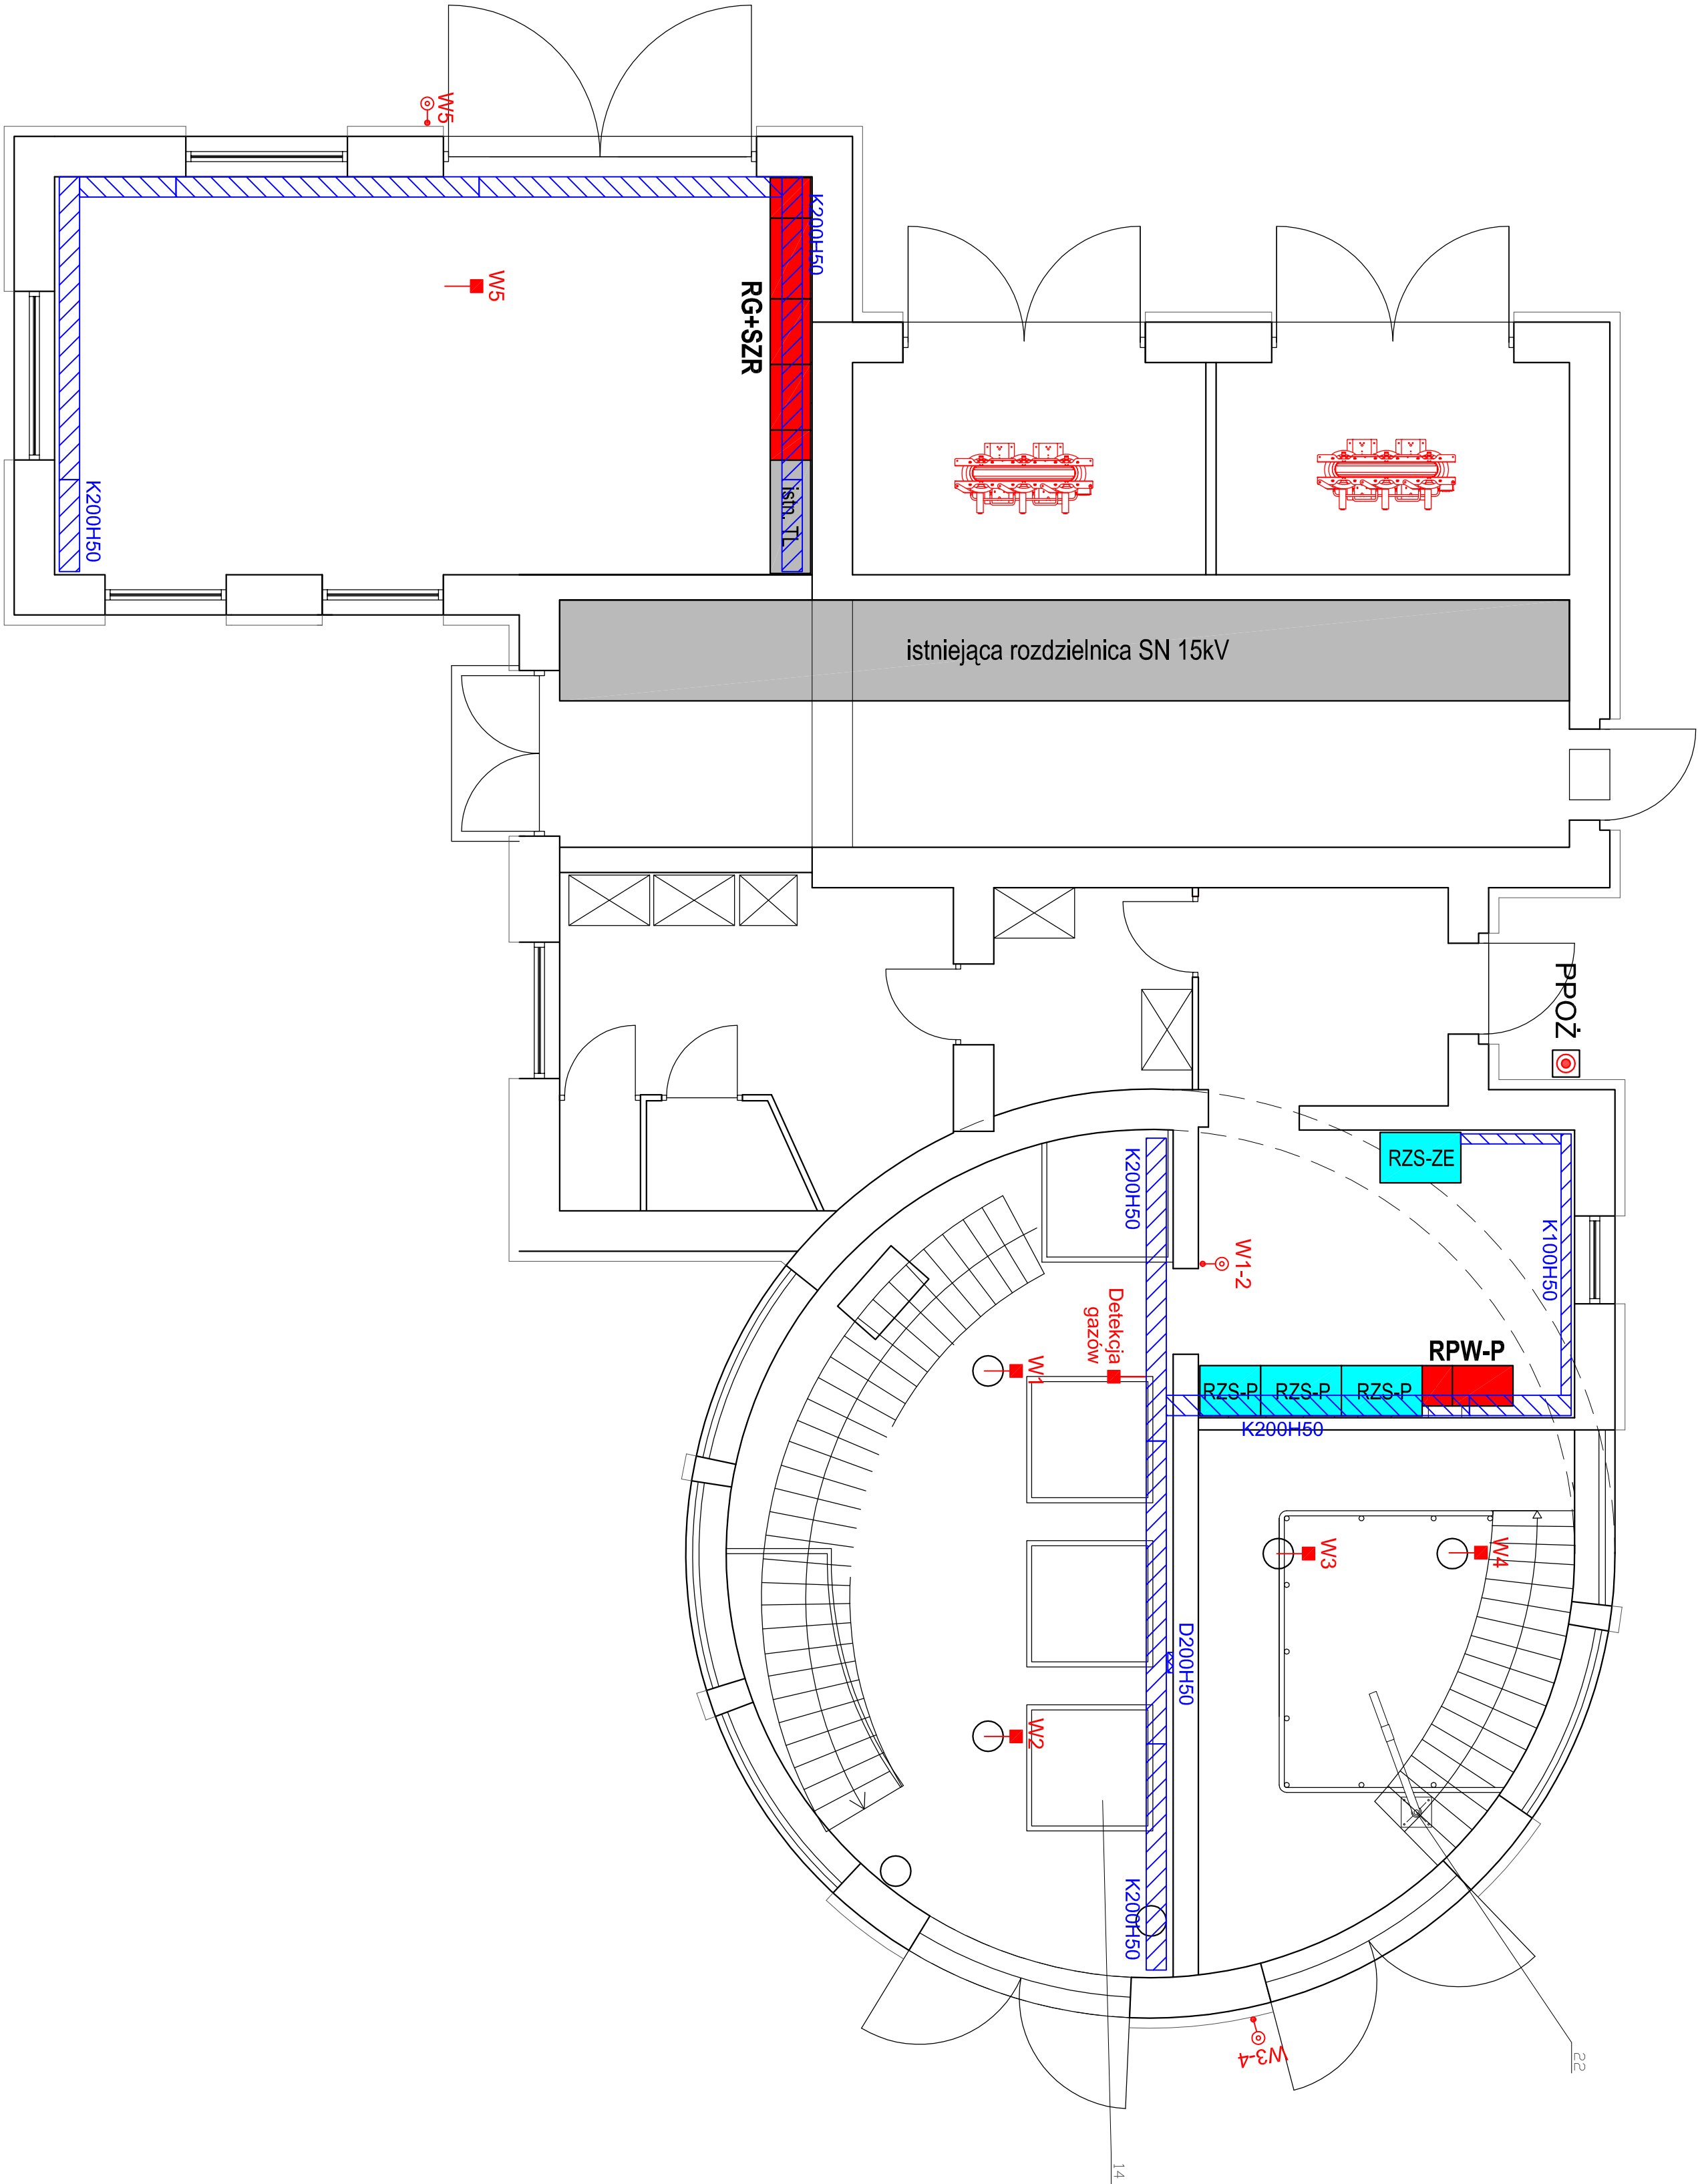 W5
K200H50
W5
RG+SZR
istn. TL
K200H50
istniejąca rozdzielnica SN 15kV
PPOŻ
RZS-ZE
K200H50
K100H50
W1-2
Detekcja
gazów
W1
RPW-P
RZS-P
RZS-P
RZS-P
K200H50
W3
W4
D200H50
W2
K200H50
W3-4
22
14